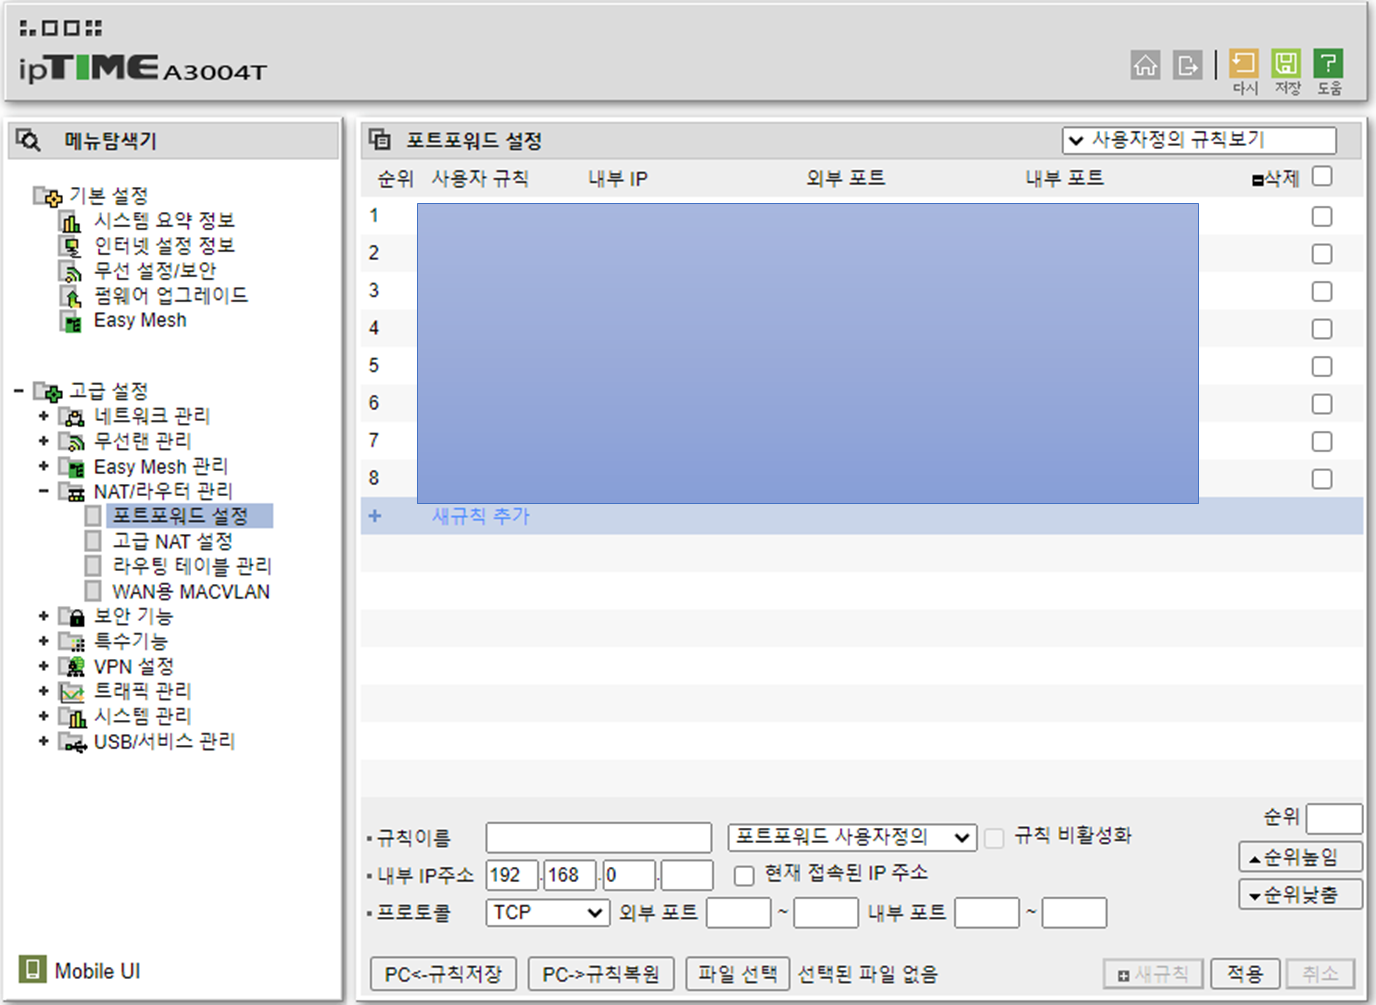 ipTIME A3004T
다시 저장 도움
메뉴탐색기
기본 설정
시스템 요약 정보
인터넷 설정 정보
무선 설정/보안
펌웨어 업그레이드
Easy Mesh
고급 설정
네트워크 관리
무선랜 관리
Easy Mesh 관리
NAT/라우터 관리
포트포워드 설정
고급 NAT 설정
라우팅 테이블 관리
WAN용 MACVLAN
보안 기능
특수기능
VPN 설정
트래픽 관리
시스템 관리
USB/서비스 관리
Mobile UI
포트포워드 설정 사용자정의 규칙보기
순위 사용자 규칙 내부 IP 외부 포트 내부 포트 삭제
1
2
3
4
5
6
7
8
+ 새규칙 추가
순위
규칙이름 포트포워드 사용자정의 규칙 비활성화
순위높임
내부 IP주소 192.168.0. 현재 접속된 IP 주소
순위낮춤
프로토콜 TCP 외부 포트 ~ 내부 포트 ~
PC<-규칙저장 PC->규칙복원 파일 선택 선택된 파일 없음 새규칙 적용 취소